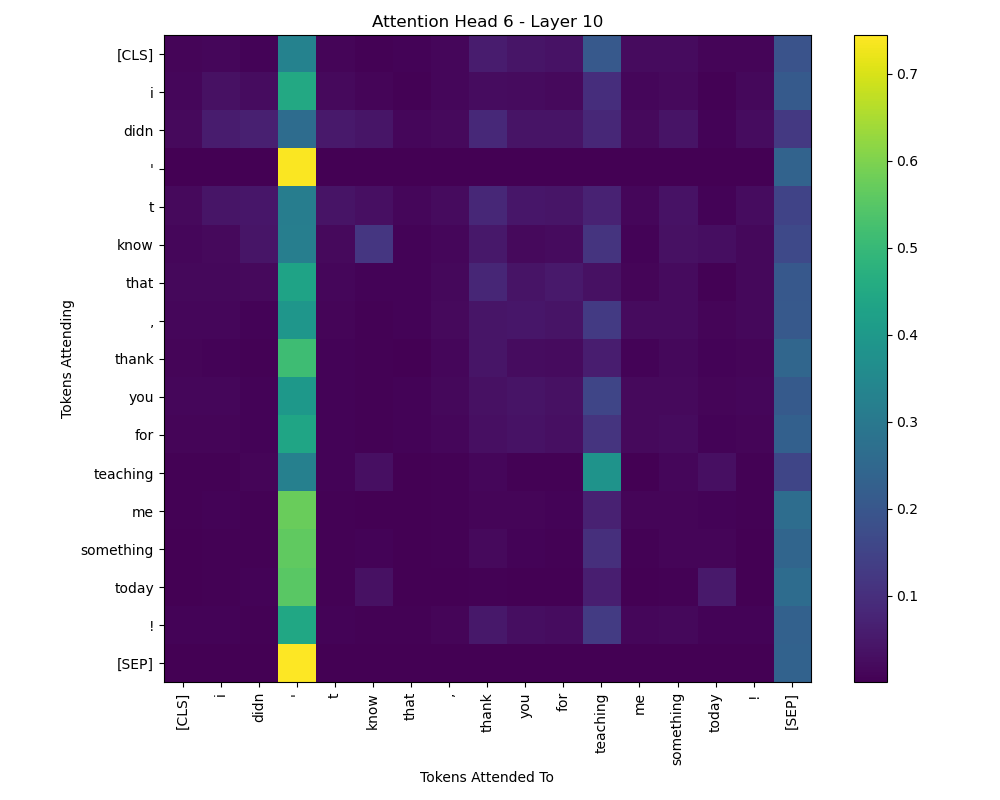 Attention Head 6 - Layer 10
[CLS]
i
didn
'
t
know
that
,
thank
you
for
teaching
me
something
today
!
[SEP]
Tokens Attending
[CLS]
i
didn
'
t
know
that
,
thank
you
for
teaching
me
something
today
!
[SEP]
Tokens Attended To
0.7
0.6
0.5
0.4
0.3
0.2
0.1